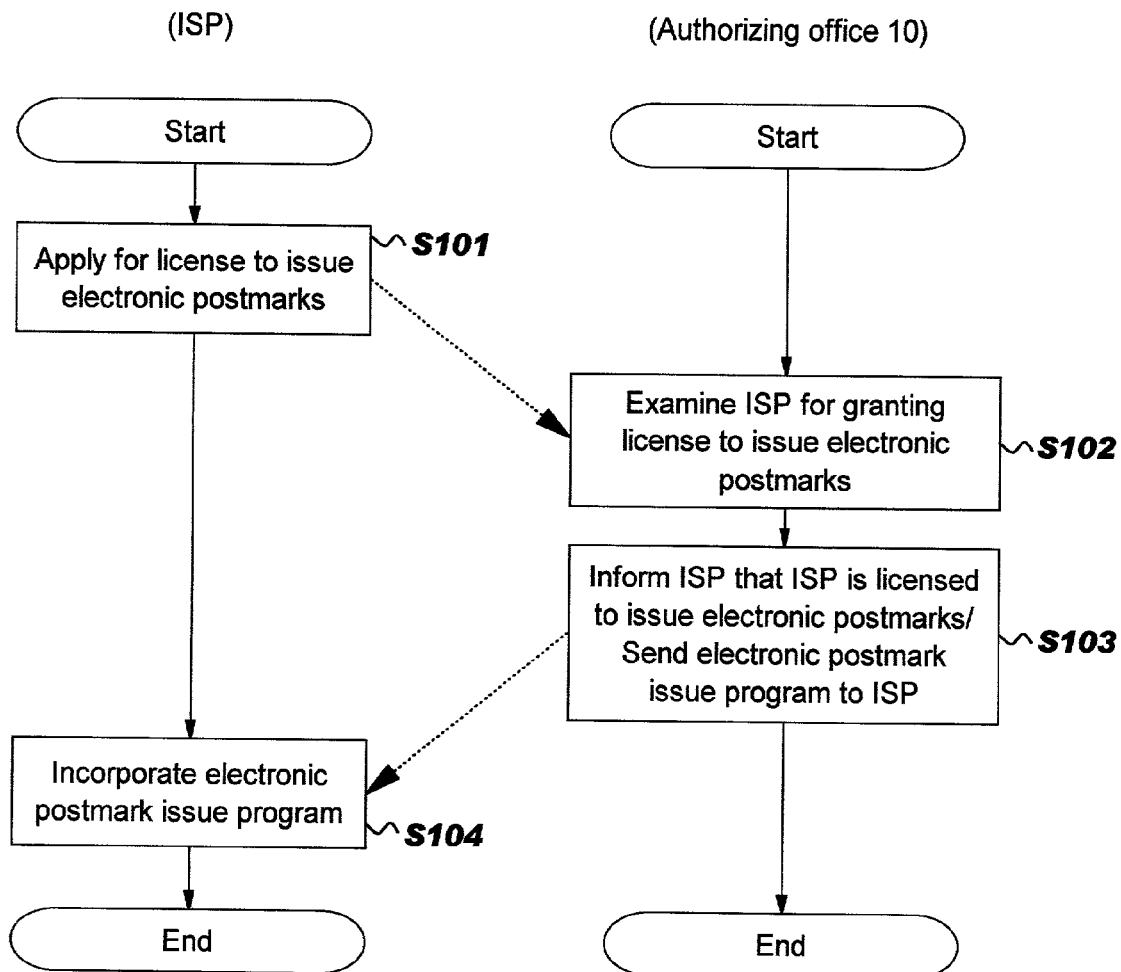 (ISP)
(Authorizing office 10)
Start
Start
Apply for license to issue
electronic postmarks
S101
Examine ISP for granting
license to issue electronic
postmarks
S102
Inform ISP that ISP is licensed
to issue electronic postmarks/
Send electronic postmark
issue program to ISP
S103
Incorporate electronic
postmark issue program
S104
End
End